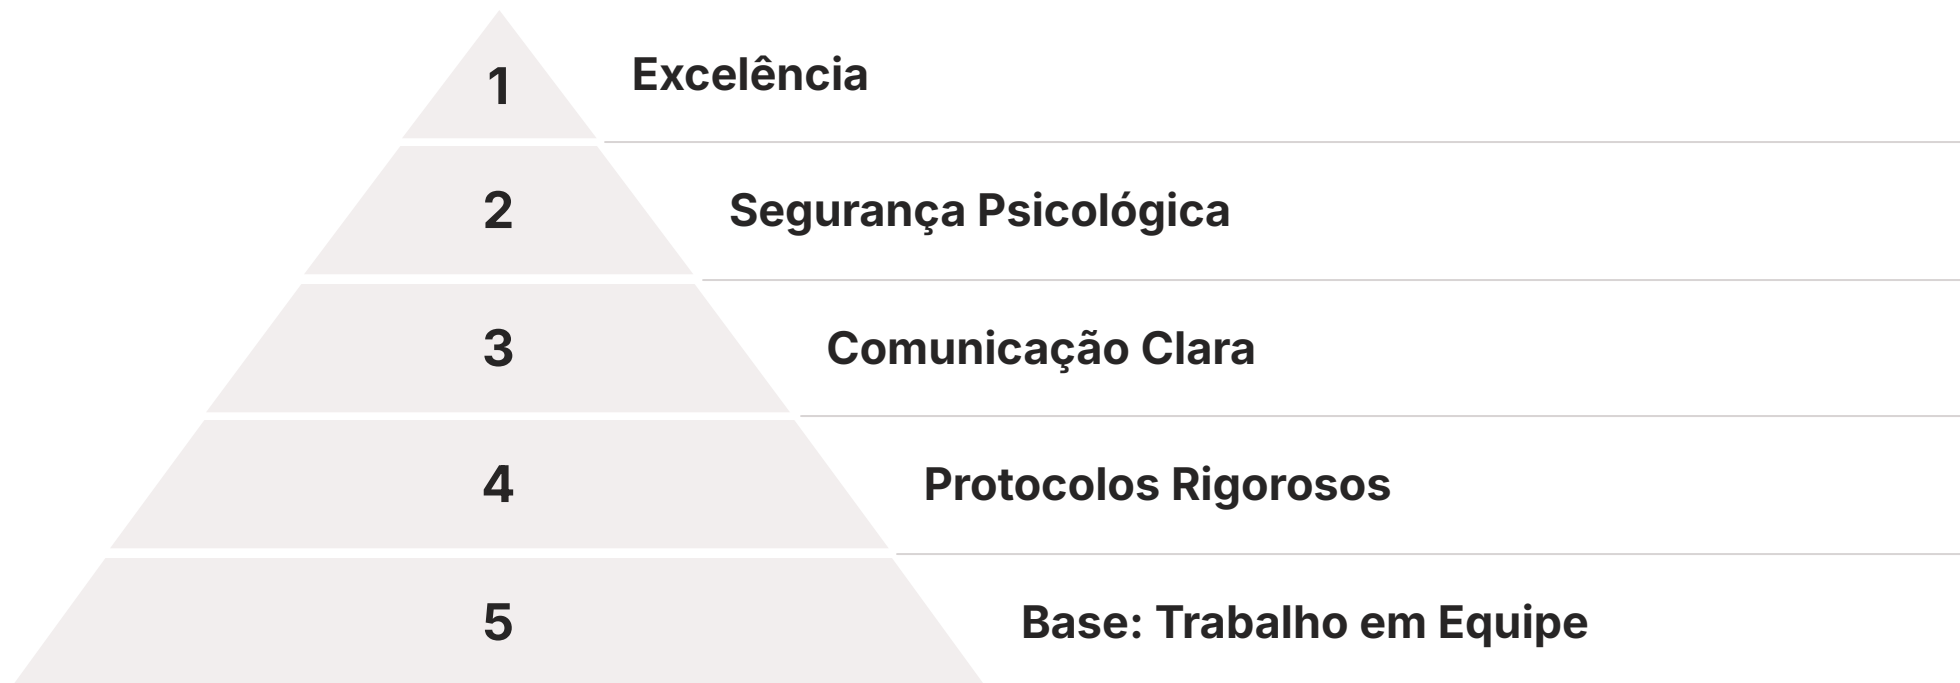 1
Excelência
2
Segurança Psicológica
3
Comunicação Clara
4
Protocolos Rigorosos
5
Base: Trabalho em Equipe